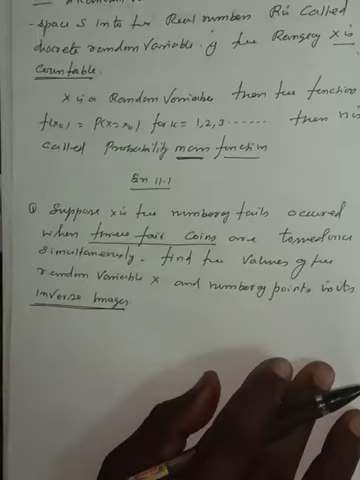 - space S into the Real numbers R is called
discrete random variable if the Range of X is
Countable.
X is a Random Variable then the function
f(xₖ) = P(X=xₖ) for k = 1,2,3 ...... then it is
called Probability mass function
Ex 11.1
Q Suppose x is the number of tails occured
when three fair coins are tossed once
simultaneously. find the values of the
random variable x and number of points in its
Inverse Images